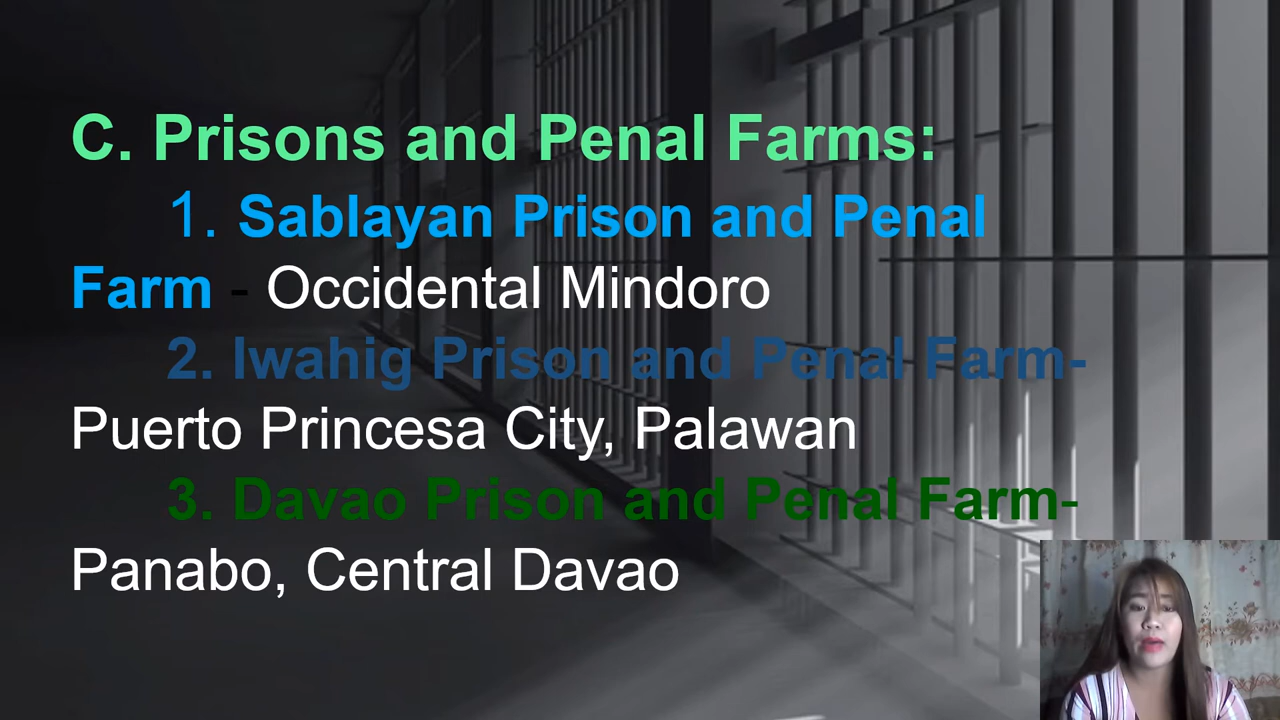 C. Prisons and Penal Farms:
1. Sablayan Prison and Penal
Farm - Occidental Mindoro
2. Iwahig Prison and Penal Farm-
Puerto Princesa City, Palawan
3. Davao Prison and Penal Farm-
Panabo, Central Davao